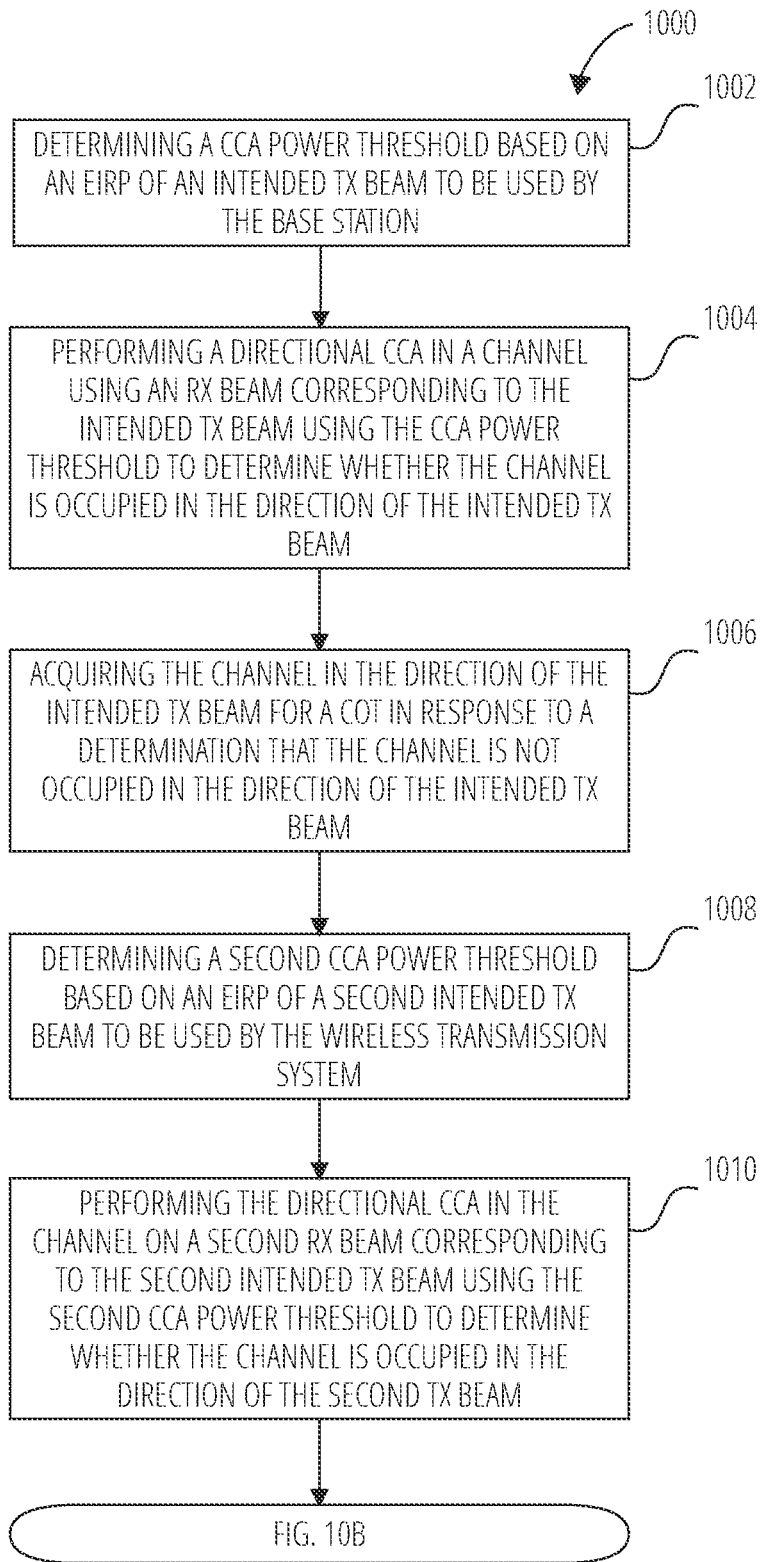 1000
1002
DETERMINING A CCA POWER THRESHOLD BASED ON
AN EIRP OF AN INTENDED TX BEAM TO BE USED BY
THE BASE STATION
1004
PERFORMING A DIRECTIONAL CCA IN A CHANNEL
USING AN RX BEAM CORRESPONDING TO THE
INTENDED TX BEAM USING THE CCA POWER
THRESHOLD TO DETERMINE WHETHER THE CHANNEL
IS OCCUPIED IN THE DIRECTION OF THE INTENDED TX
BEAM
1006
ACQUIRING THE CHANNEL IN THE DIRECTION OF THE
INTENDED TX BEAM FOR A COT IN RESPONSE TO A
DETERMINATION THAT THE CHANNEL IS NOT
OCCUPIED IN THE DIRECTION OF THE INTENDED TX
BEAM
1008
DETERMINING A SECOND CCA POWER THRESHOLD
BASED ON AN EIRP OF A SECOND INTENDED TX
BEAM TO BE USED BY THE WIRELESS TRANSMISSION
SYSTEM
1010
PERFORMING THE DIRECTIONAL CCA IN THE
CHANNEL ON A SECOND RX BEAM CORRESPONDING
TO THE SECOND INTENDED TX BEAM USING THE
SECOND CCA POWER THRESHOLD TO DETERMINE
WHETHER THE CHANNEL IS OCCUPIED IN THE
DIRECTION OF THE SECOND TX BEAM
FIG. 10B